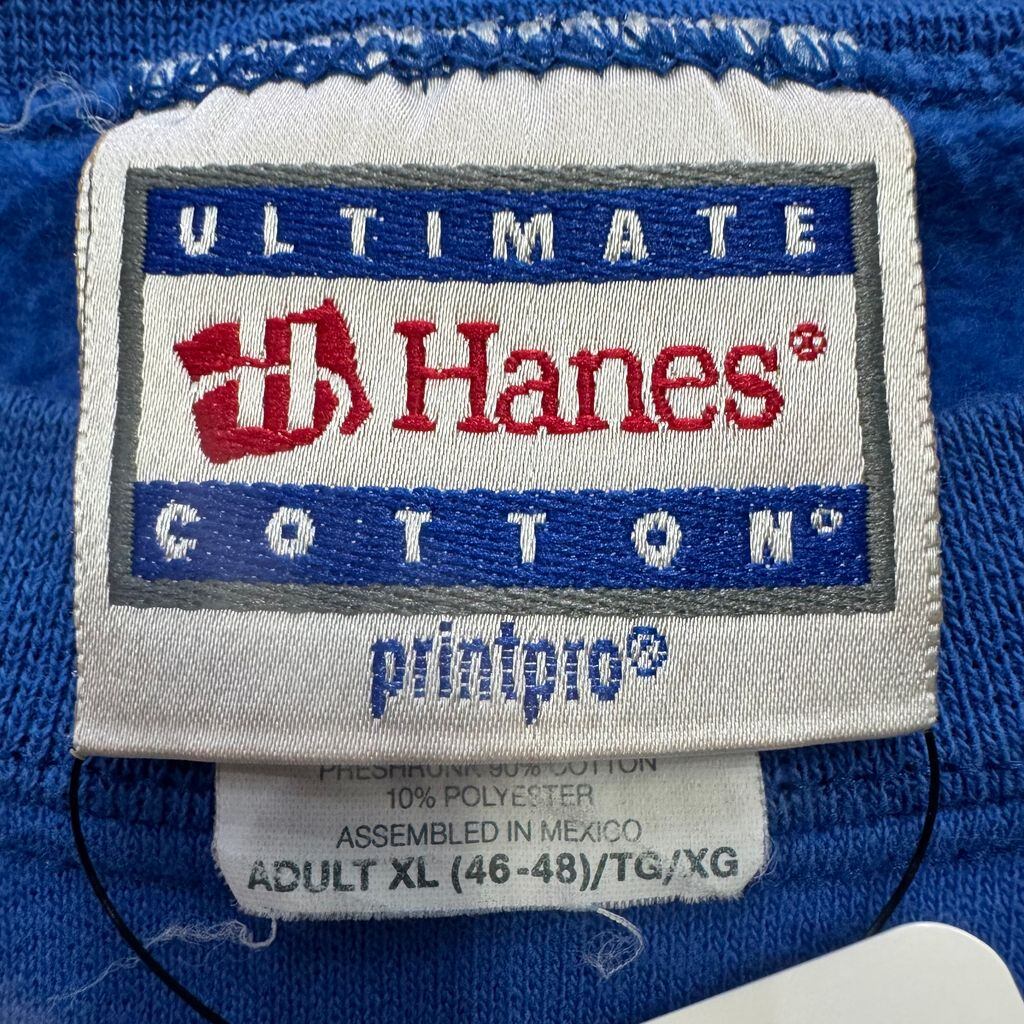 ULTIMATE
Hanes®
COTTON®
printpro®
PRESHRUNK 90% COTTON
10% POLYESTER
ASSEMBLED IN MEXICO
ADULT XL (46-48)/TG/XG